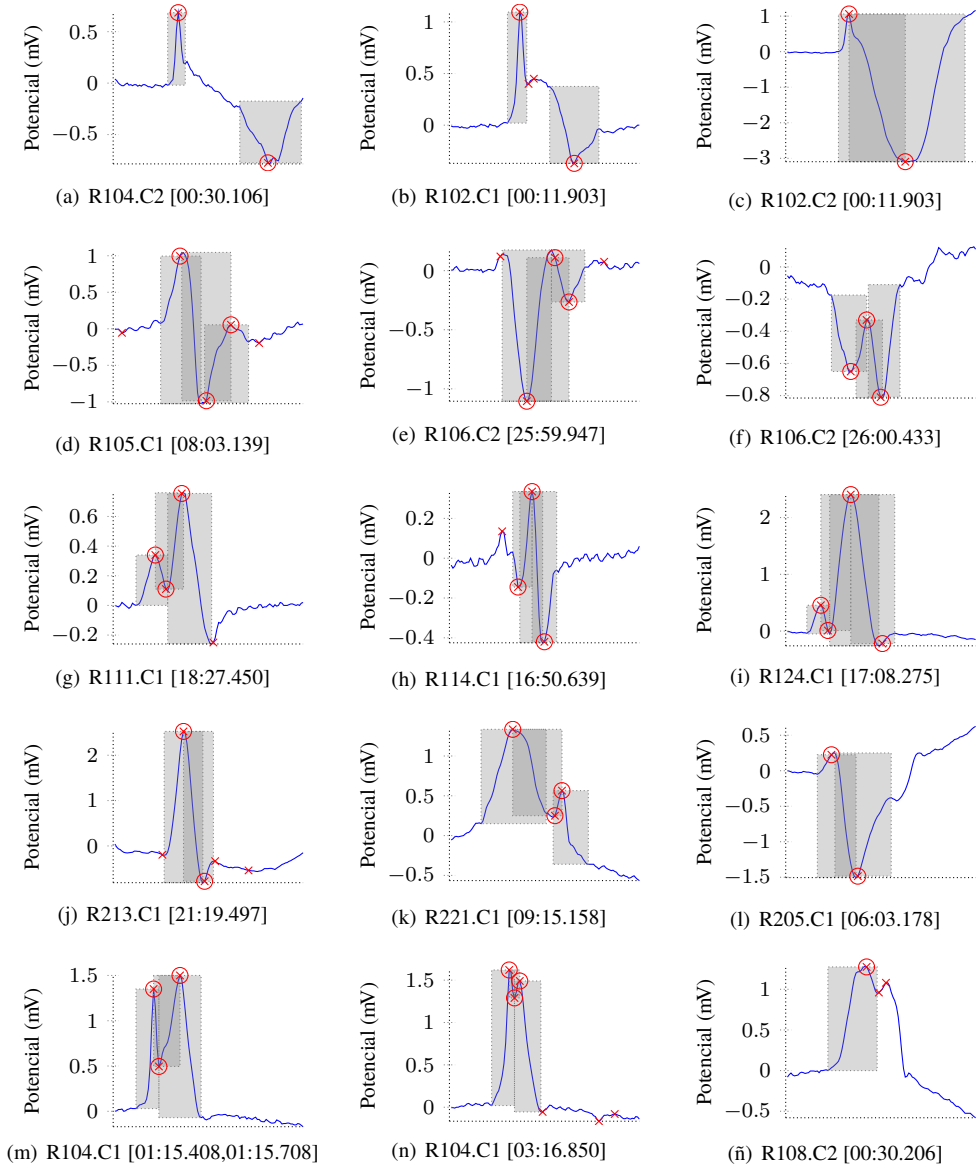 Potencial (mV)
0.5
0
−0.5
(a) R104.C2 [00:30.106]
Potencial (mV)
1
0
(b) R102.C1 [00:11.903]
Potencial (mV)
1
0
−1
−2
−3
(c) R102.C2 [00:11.903]
Potencial (mV)
1
0.5
0
−0.5
−1
(d) R105.C1 [08:03.139]
Potencial (mV)
0
−0.5
−1
(e) R106.C2 [25:59.947]
Potencial (mV)
0
−0.2
−0.4
−0.6
−0.8
(f) R106.C2 [26:00.433]
Potencial (mV)
0.6
0.4
0.2
0
−0.2
(g) R111.C1 [18:27.450]
Potencial (mV)
0.2
0
−0.2
−0.4
(h) R114.C1 [16:50.639]
Potencial (mV)
2
1
0
(i) R124.C1 [17:08.275]
Potencial (mV)
2
1
0
(j) R213.C1 [21:19.497]
Potencial (mV)
1
0.5
0
−0.5
(k) R221.C1 [09:15.158]
Potencial (mV)
0.5
0
−0.5
−1
−1.5
(l) R205.C1 [06:03.178]
Potencial (mV)
1.5
1
0.5
0
(m) R104.C1 [01:15.408,01:15.708]
Potencial (mV)
1.5
1
0.5
0
(n) R104.C1 [03:16.850]
Potencial (mV)
1
0.5
0
−0.5
(ñ) R108.C2 [00:30.206]